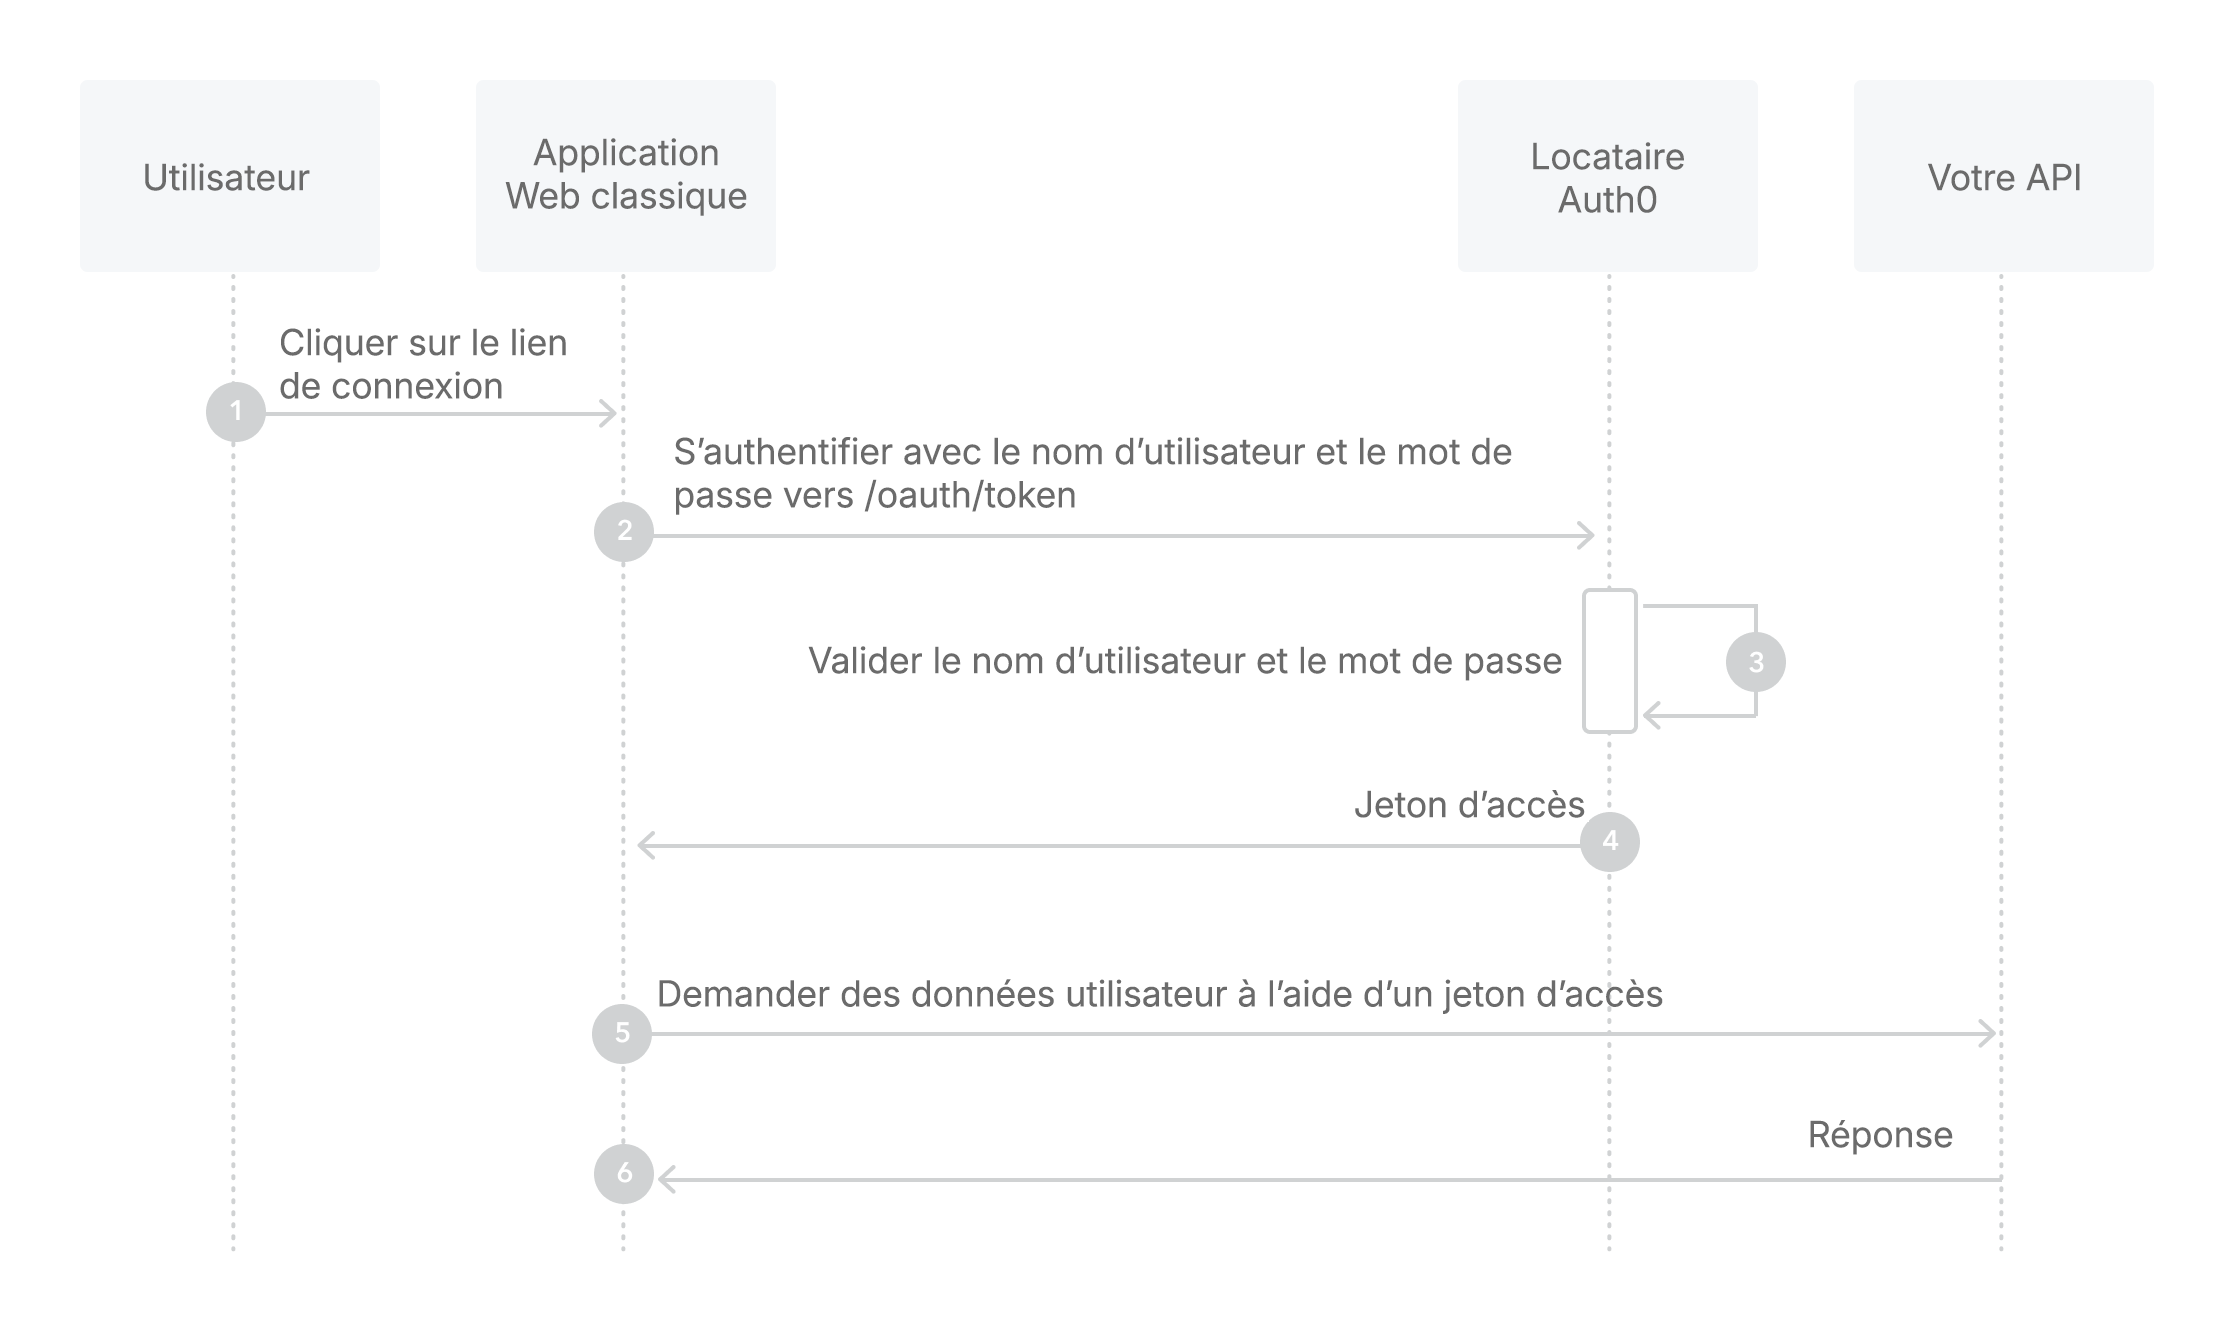 Utilisateur
Application
Web classique
Locataire
Auth0
Votre API
Cliquer sur le lien
de connexion
1
S’authentifier avec le nom d’utilisateur et le mot de
passe vers /oauth/token
2
Valider le nom d’utilisateur et le mot de passe
3
Jeton d’accès
4
Demander des données utilisateur à l’aide d’un jeton d’accès
5
Réponse
6